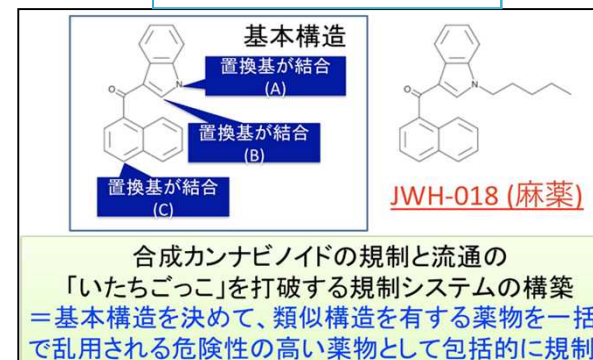 基本構造
O
N
置換基が結合
(A)
置換基が結合
(B)
置換基が結合
(C)
O
N
JWH-018 (麻薬)
合成カンナビノイドの規制と流通の
「いたちごっこ」を打破する規制システムの構築
＝基本構造を決めて、類似構造を有する薬物を一括
で乱用される危険性の高い薬物として包括的に規制